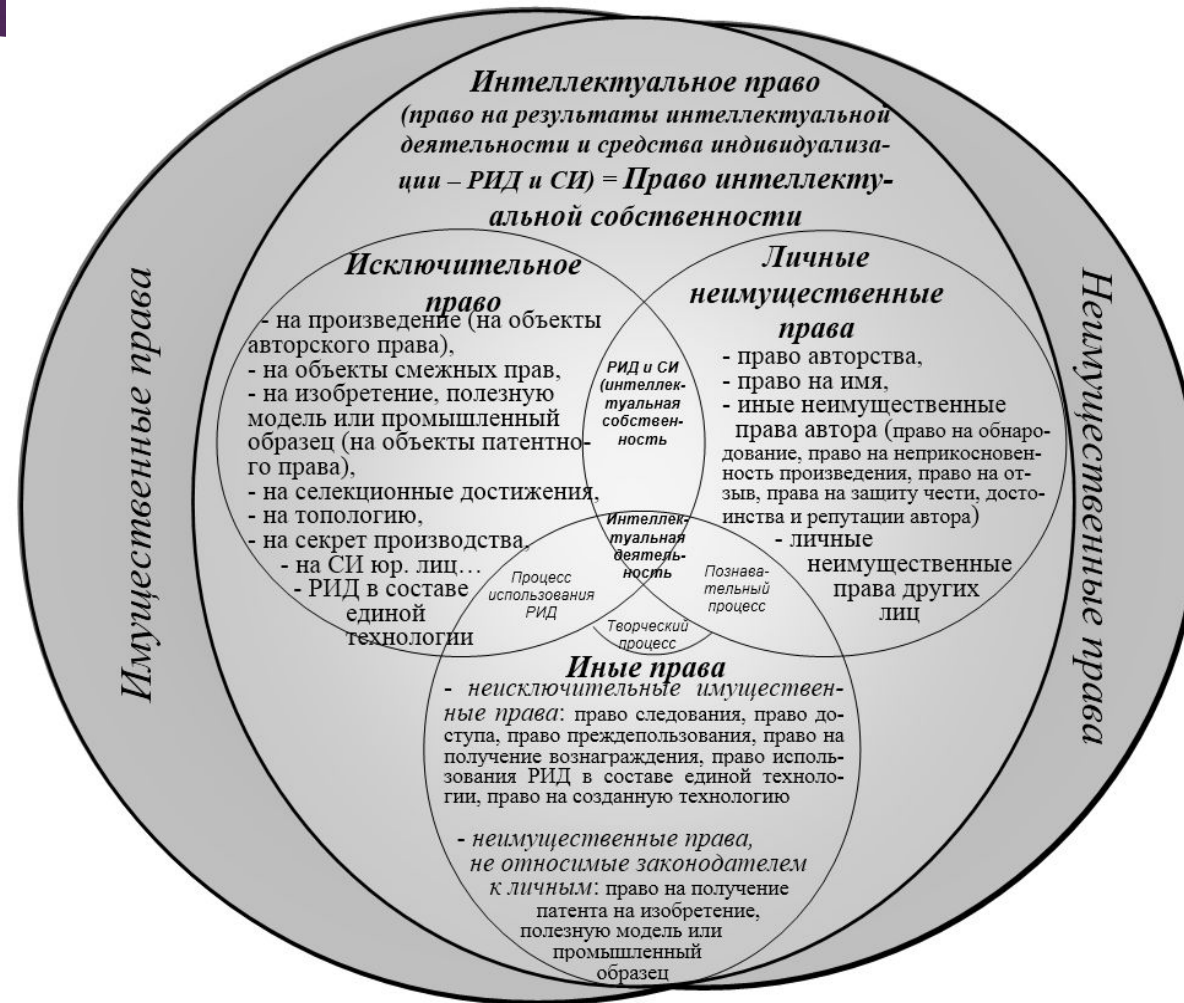 Интеллектуальное право
(право на результаты интеллектуальной
деятельности и средства индивидуализа-
ции – РИД и СИ) = Право интеллекту-
альной собственности
Имущественные права
Исключительное
право
- на произведение (на объекты
авторского права),
- на объекты смежных прав,
- на изобретение, полезную
модель или промышленный
образец (на объекты патентно-
го права),
- на селекционные достижения,
- на топологию,
- на секрет производства,
- на СИ юр. лиц…
- РИД в составе
единой
технологии
РИД и СИ
(интеллек-
туальная
собствен-
ность
Личные
неимущественные
права
- право авторства,
- право на имя,
- иные неимущественные
права автора (право на обнаро-
дование, право на неприкосновен-
ность произведения, право на от-
зыв, права на защиту чести, досто-
инства и репутации автора)
- личные
неимущественные
права других
лиц
Неимущественные права
Интеллек-
туальная
деятель-
ность
Процесс
использования
РИД
Познава-
тельный
процесс
Творческий
процесс
Иные права
- неисключительные имуществен-
ные права: право следования, право до-
ступа, право преждепользования, право на
получение вознаграждения, право исполь-
зования РИД в составе единой техноло-
гии, право на созданную технологию
- неимущественные права,
не относимые законодателем
к личным: право на получение
патента на изобретение,
полезную модель или
промышленный
образец